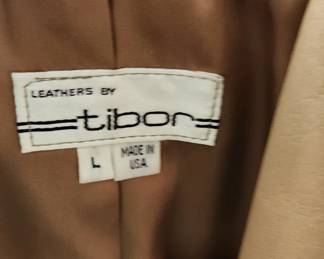 LEATHERS BY
tibor
L
MADE IN
USA.